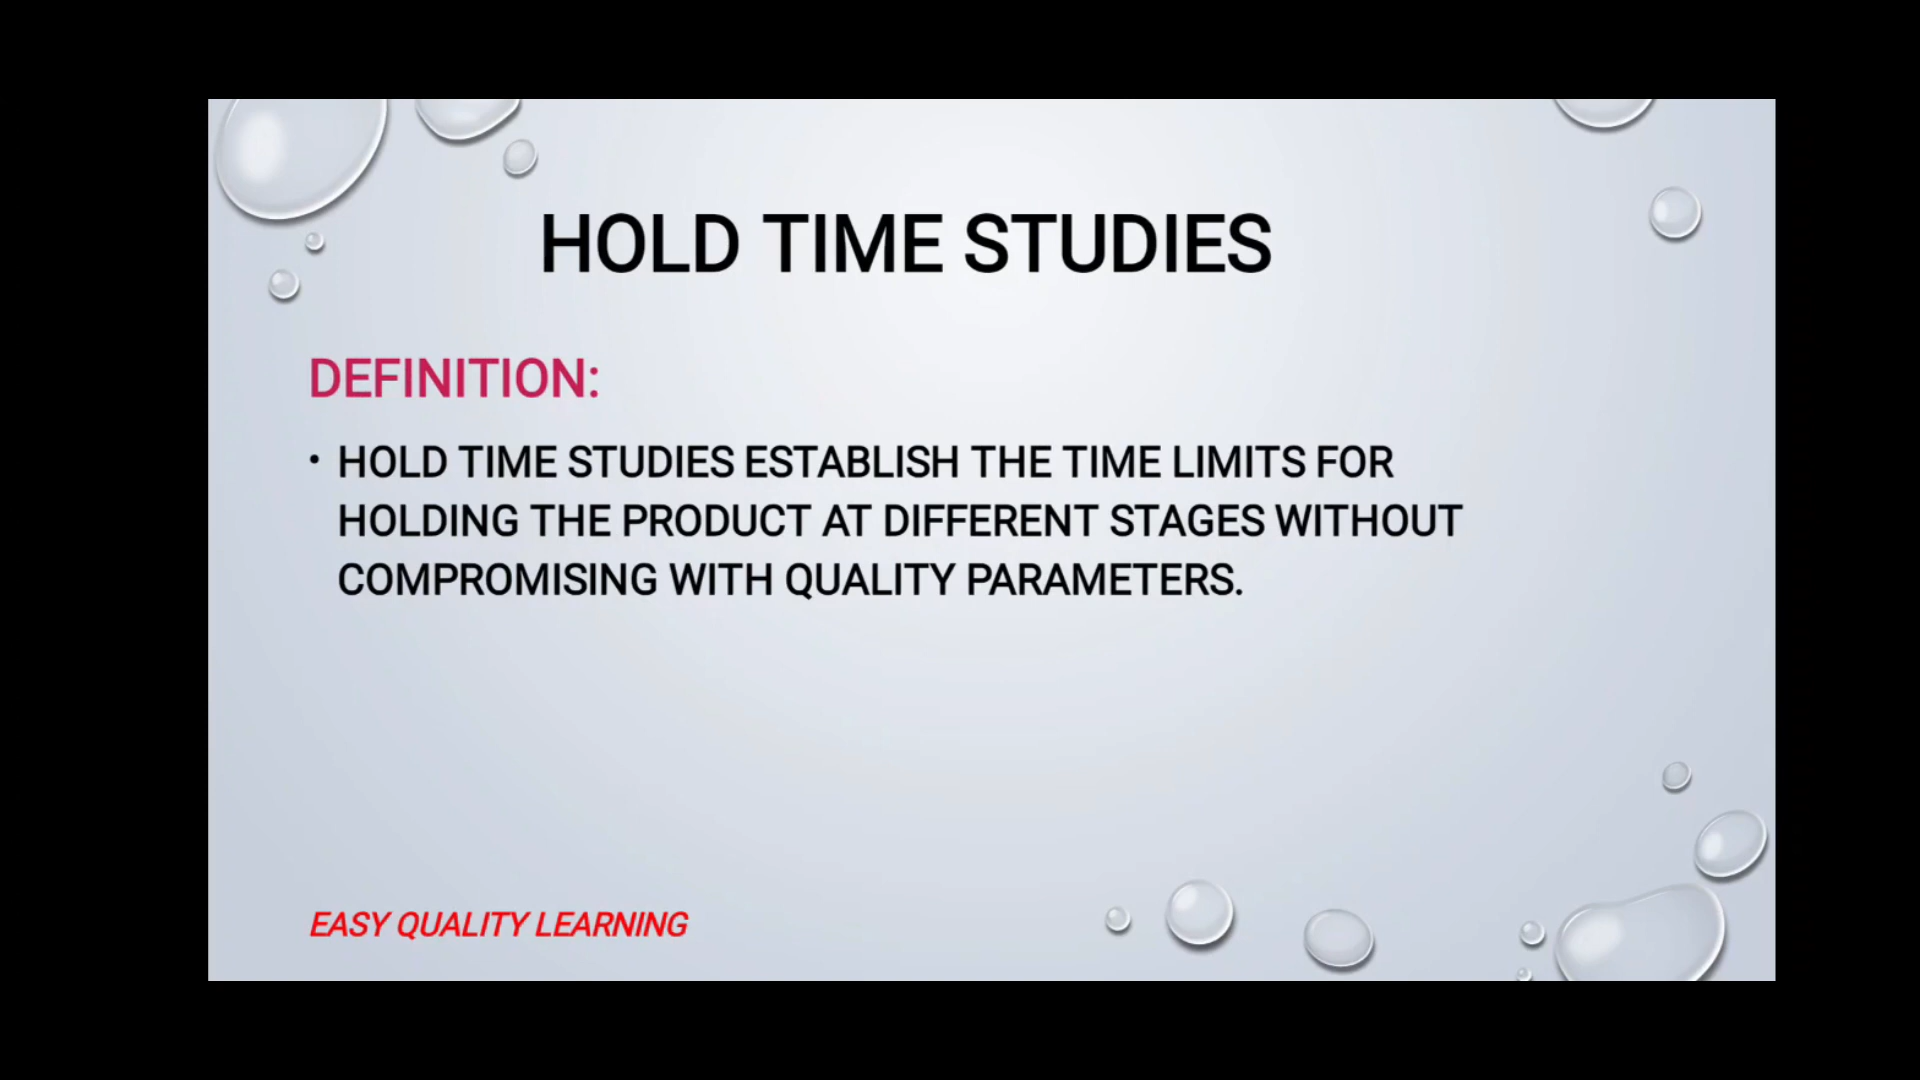 HOLD TIME STUDIES
DEFINITION:
• HOLD TIME STUDIES ESTABLISH THE TIME LIMITS FOR
HOLDING THE PRODUCT AT DIFFERENT STAGES WITHOUT
COMPROMISING WITH QUALITY PARAMETERS.
EASY QUALITY LEARNING